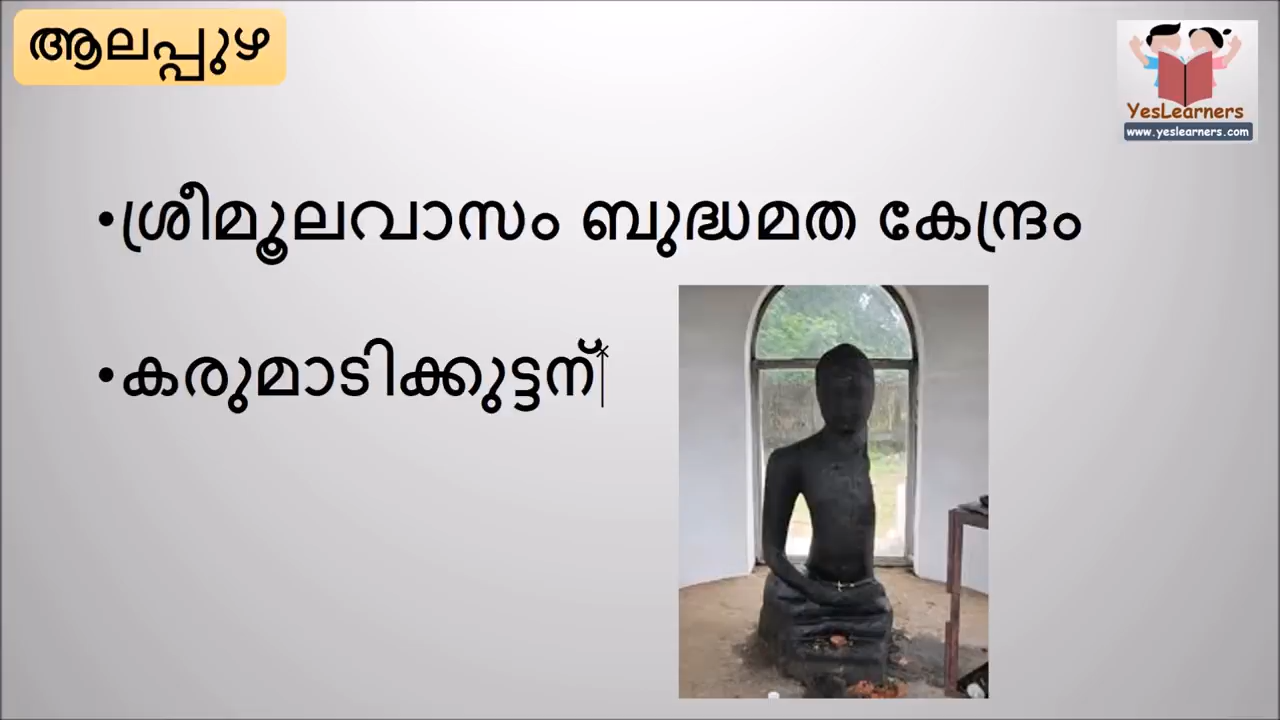 ആലപ്പുഴ
YesLearners
www.yeslearners.com
•ശ്രീമൂലവാസം ബുദ്ധമത കേന്ദ്രം
•കരുമാടിക്കുട്ടന്